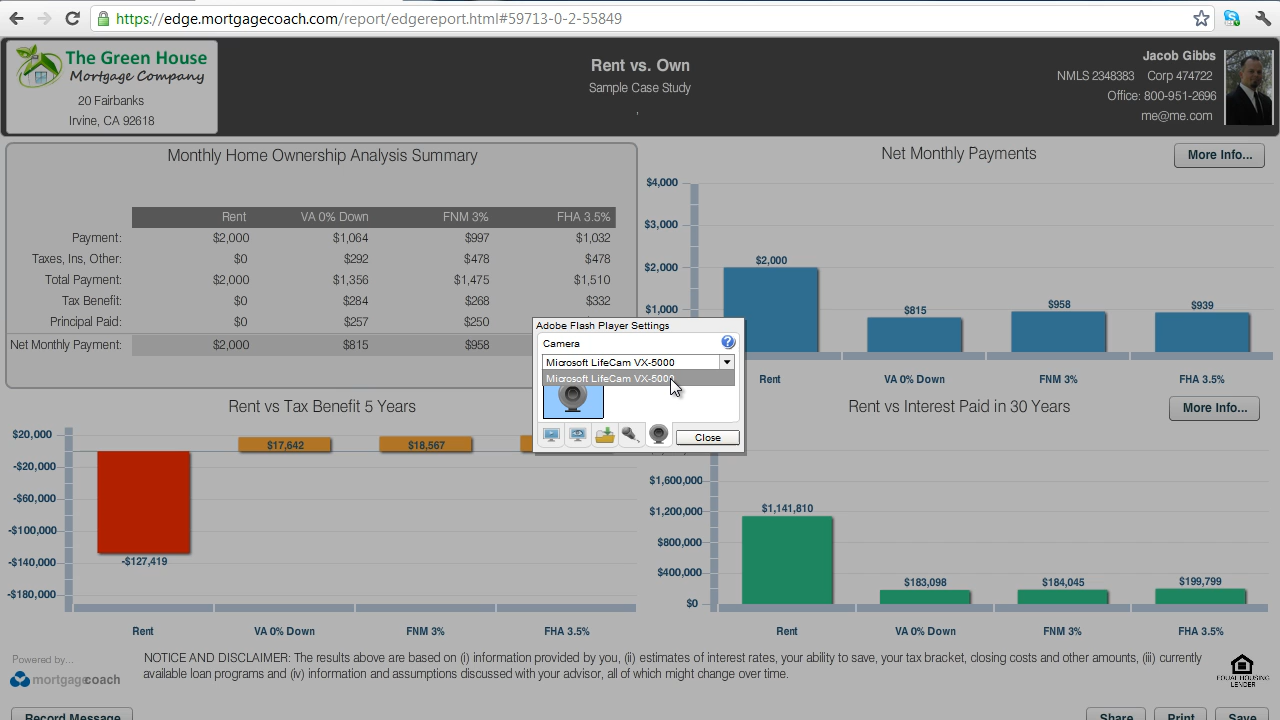 https://edge.mortgagecoach.com/report/edgereport.html#59713-0-2-55849
The Green House
Mortgage Company
20 Fairbanks
Irvine, CA 92618
Rent vs. Own
Sample Case Study
,
Jacob Gibbs
NMLS 2348383 Corp 474722
Office: 800-951-2696
me@me.com
Monthly Home Ownership Analysis Summary
Rent VA 0% Down FNM 3% FHA 3.5%
Payment: $2,000 $1,064 $997 $1,032
Taxes, Ins, Other: $0 $292 $478 $478
Total Payment: $2,000 $1,356 $1,475 $1,510
Tax Benefit: $0 $284 $268 $332
Principal Paid: $0 $257 $250
Net Monthly Payment: $2,000 $815 $958
Net Monthly Payments
More Info...
$4,000
$3,000
$2,000
$1,000
$2,000
$815
$958
$939
Rent VA 0% Down FNM 3% FHA 3.5%
Adobe Flash Player Settings
Camera
?
Microsoft LifeCam VX-5000
Microsoft LifeCam VX-5000
Close
Rent vs Tax Benefit 5 Years
$20,000
-$20,000
-$60,000
-$100,000
-$140,000
-$180,000
-$127,419
$17,642
$18,567
Rent VA 0% Down FNM 3% FHA 3.5%
Rent vs Interest Paid in 30 Years
More Info...
$1,600,000
$1,200,000
$800,000
$400,000
$0
$1,141,810
$183,098
$184,045
$199,799
Rent VA 0% Down FNM 3% FHA 3.5%
Powered by...
mortgagecoach
NOTICE AND DISCLAIMER: The results above are based on (i) information provided by you, (ii) estimates of interest rates, your ability to save, your tax bracket, closing costs and other amounts, (iii) currently
available loan programs and (iv) information and assumptions discussed with your advisor, all of which might change over time.
EQUAL HOUSING
LENDER
Record Message
Share
Print
Save